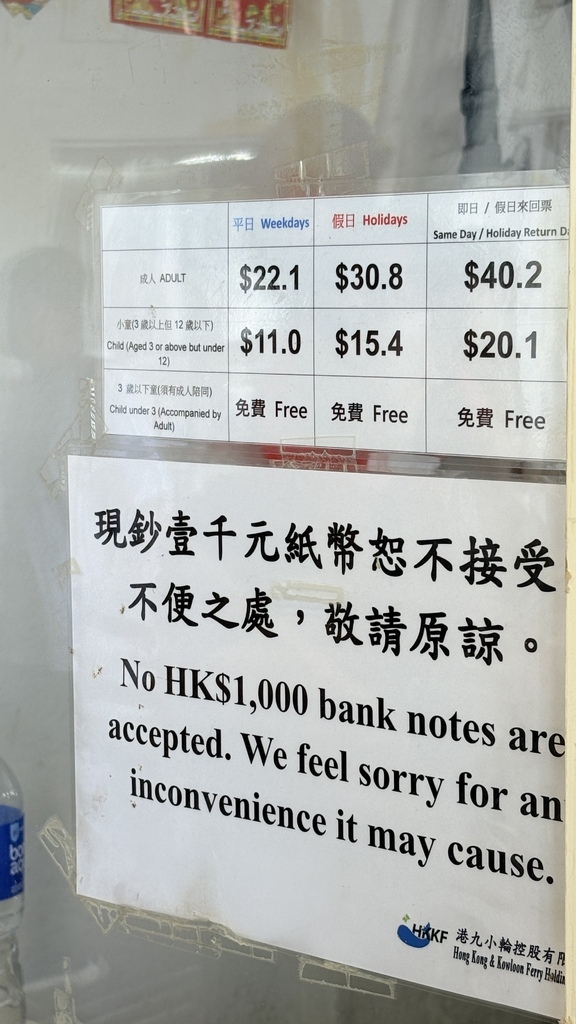 平日 Weekdays
假日 Holidays
即日 / 假日來回票
Same Day / Holiday Return
成人 ADULT
$22.1
$30.8
$40.2
小童(3 歲以上但 12 歲以下)
Child (Aged 3 or above but under
12)
$11.0
$15.4
$20.1
3 歲以下童(須有成人陪同)
Child under 3 (Accompanied by
Adult)
免費 Free
免費 Free
免費 Free
現鈔壹千元紙幣恕不接受
不便之處，敬請原諒。
No HK$1,000 bank notes are
accepted. We feel sorry for
inconvenience it may cause.
HKKF
港九小輪控股有
Hong Kong & Kowloon Ferry